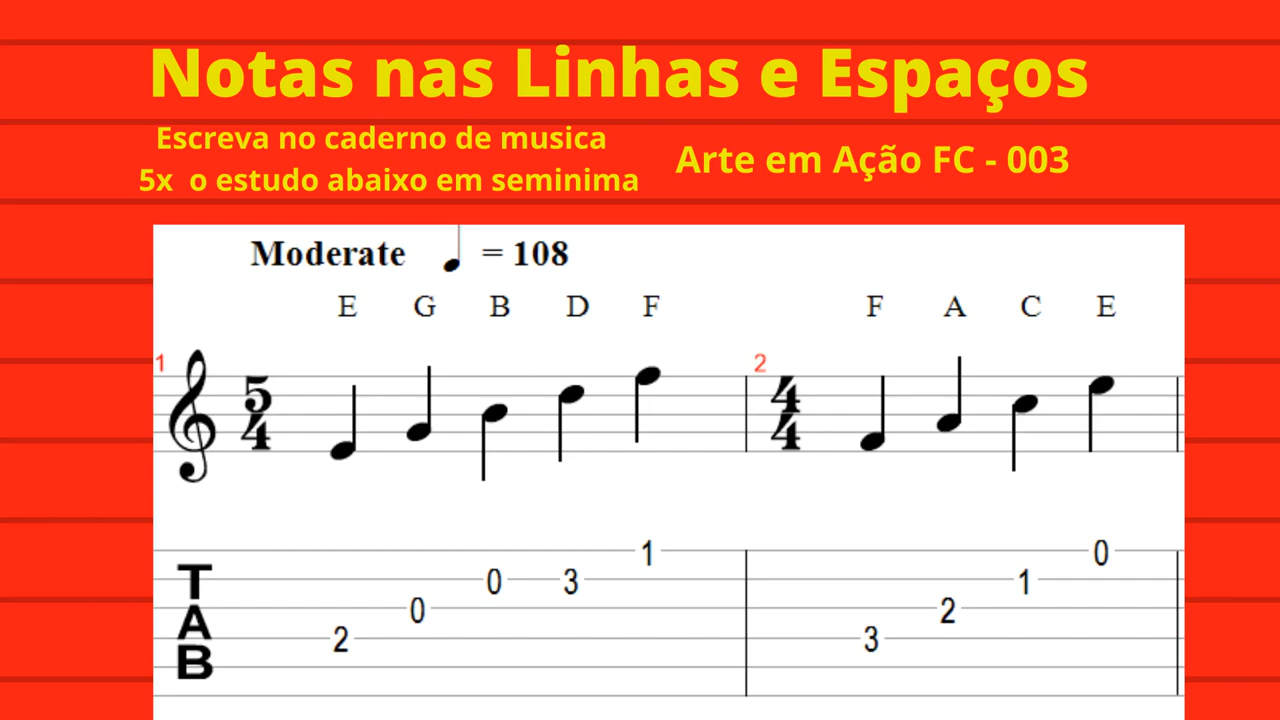 Notas nas Linhas e Espaços
Escreva no caderno de musica
5x o estudo abaixo em seminima
Arte em Ação FC - 003
Moderate = 108
E G B D F F A C E
1 2
5 4
4 4
1 0
T 0 3 1
A 0 2
2 3
B